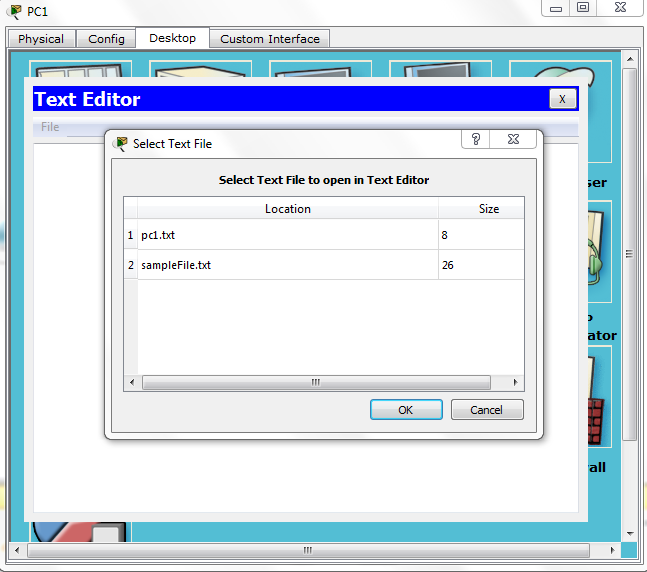 PC1
Physical Config Desktop Custom Interface
Text Editor X
File
Select Text File
Select Text File to open in Text Editor
Location Size
1 pc1.txt 8
2 sampleFile.txt 26
OK Cancel
ser
ator
all